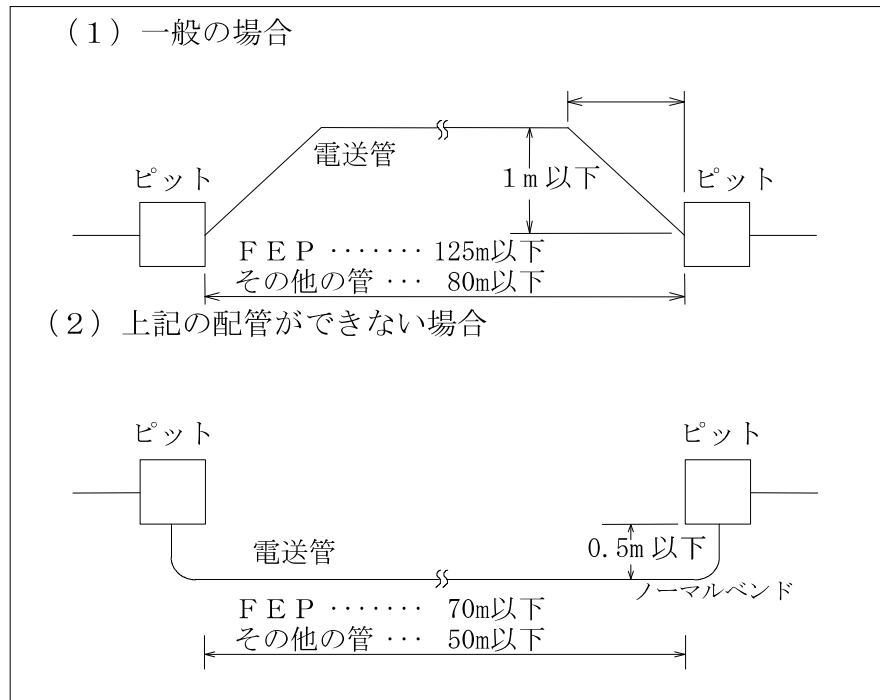 （１）一般の場合
電送管
1m以下
ピット
ピット
ＦＥＰ ······· 125m以下
その他の管 ··· 80m以下
（２）上記の配管ができない場合
ピット
ピット
電送管
0.5m以下
ノーマルベンド
ＦＥＰ ······· 70m以下
その他の管 ··· 50m以下